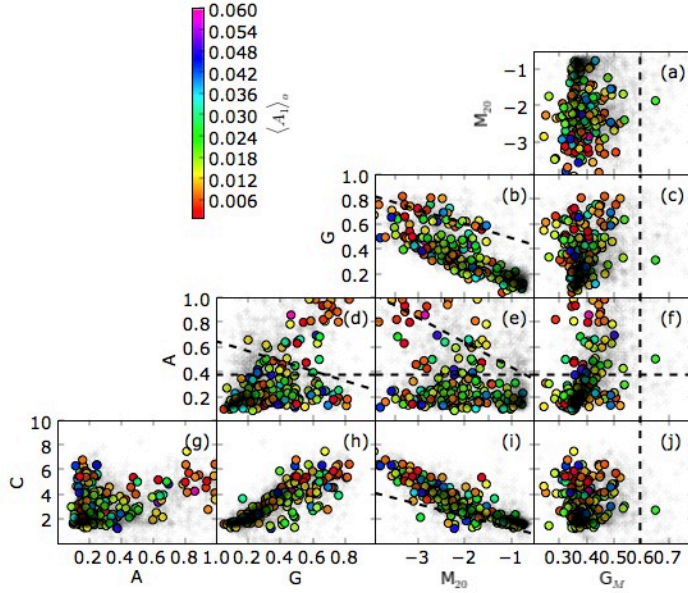 0.060
0.054
0.048
0.042
0.036
0.030
0.024
0.018
0.012
0.006
⟨A₁⟩ₒ
−1
−2
−3
M₂₀
(a)
1.0
0.8
0.6
0.4
0.2
G
(b)
(c)
1.0
0.8
0.6
0.4
0.2
A
(d)
(e)
(f)
10
8
6
4
2
C
(g)
(h)
(i)
(j)
0.2 0.4 0.6 0.8 1.0 0.2 0.4 0.6 0.8 −3 −2 −1 0.3 0.4 0.5 0.6 0.7
A G M₂₀ G_M